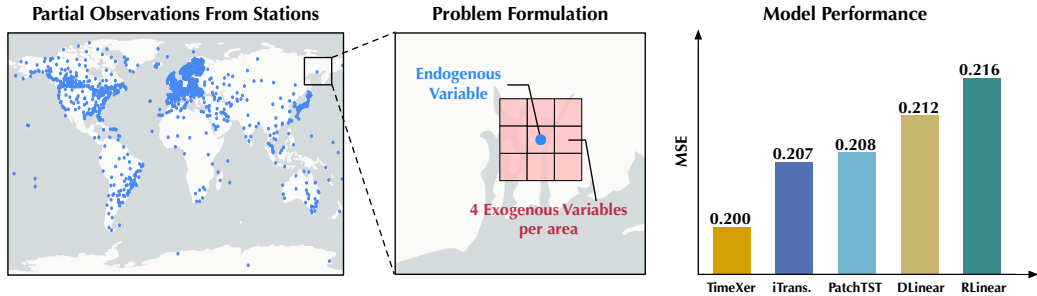 Partial Observations From Stations
Problem Formulation
Endogenous
Variable
4 Exogenous Variables
per area
Model Performance
MSE
0.200
0.207
0.208
0.212
0.216
TimeXer
iTrans.
PatchTST
DLinear
RLinear